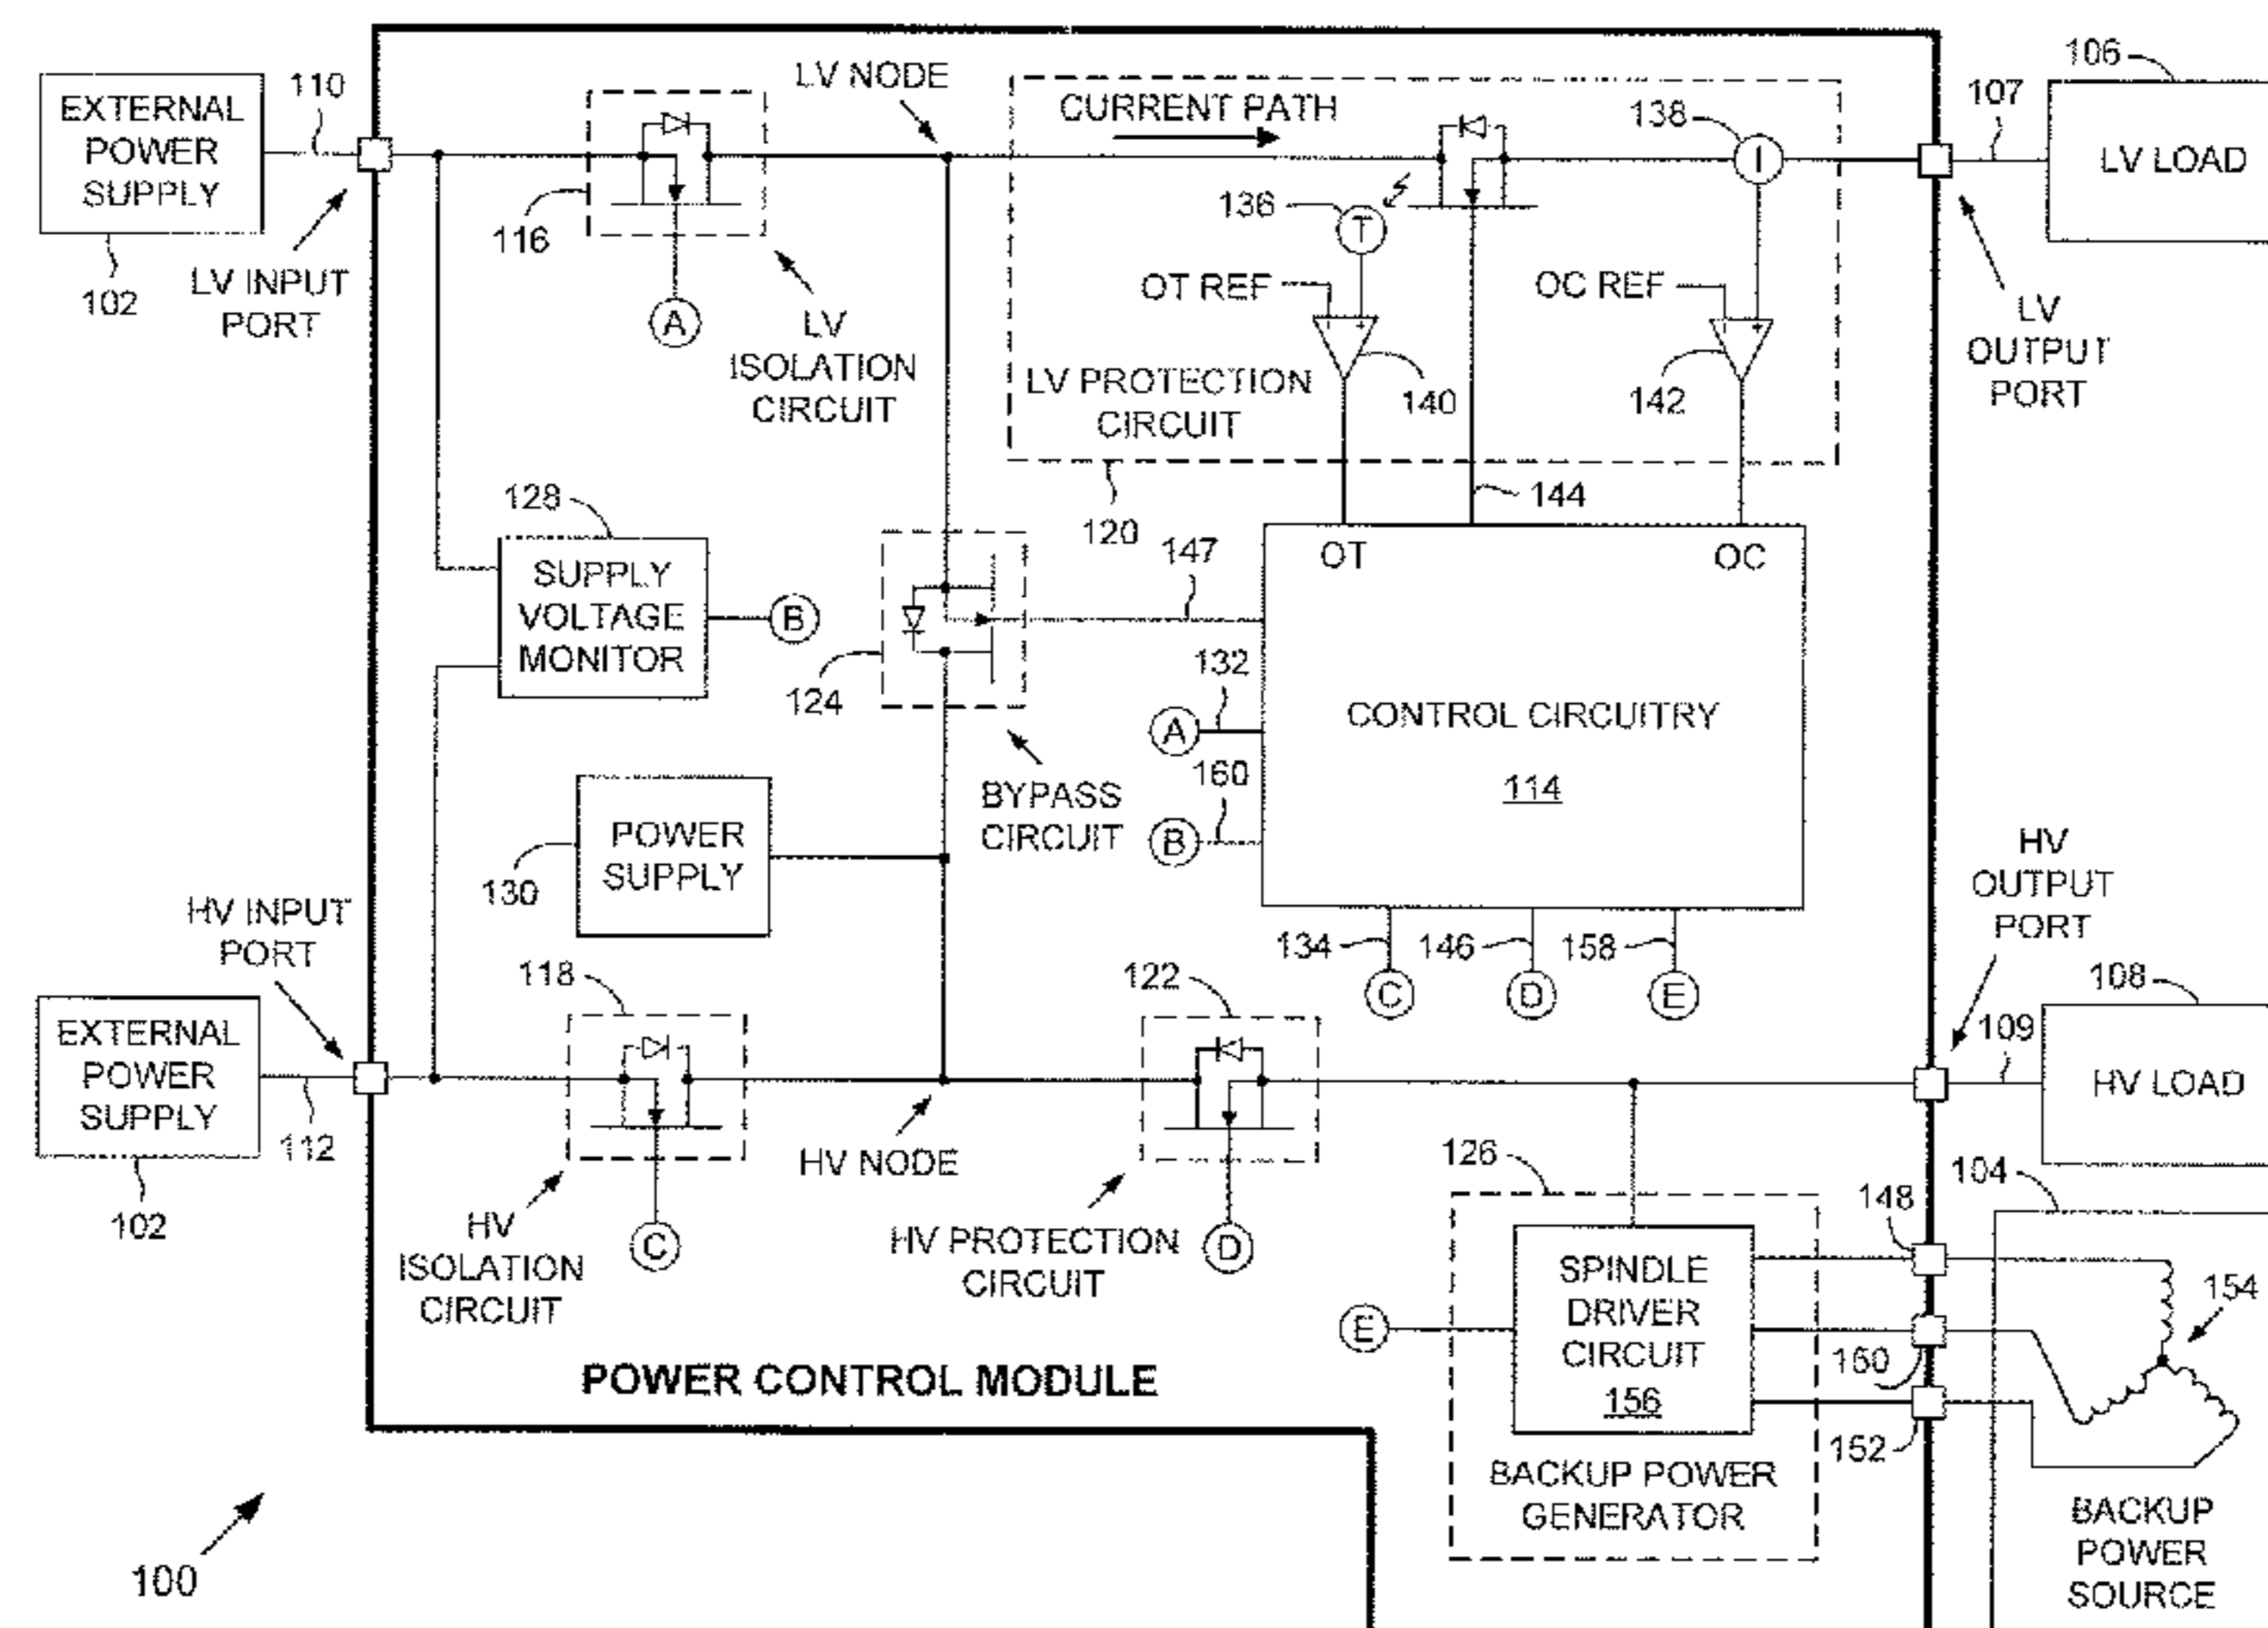 EXTERNAL
POWER
SUPPLY
102
110
LV INPUT
PORT
116
A
LV
ISOLATION
CIRCUIT
LV NODE
CURRENT PATH
136
T
138
I
OT REF
- +
140
OC REF
- +
142
LV PROTECTION
CIRCUIT
120
144
107
106
LV LOAD
LV
OUTPUT
PORT
128
SUPPLY
VOLTAGE
MONITOR
B
124
BYPASS
CIRCUIT
147
OT
OC
132
A
160
B
CONTROL CIRCUITRY
114
134
C
146
D
158
E
130
POWER
SUPPLY
HV INPUT
PORT
EXTERNAL
POWER
SUPPLY
102
112
118
C
HV
ISOLATION
CIRCUIT
HV NODE
122
D
HV PROTECTION
CIRCUIT
HV
OUTPUT
PORT
109
108
HV LOAD
126
E
SPINDLE
DRIVER
CIRCUIT
156
BACKUP POWER
GENERATOR
148
160
152
104
154
BACKUP
POWER
SOURCE
POWER CONTROL MODULE
100